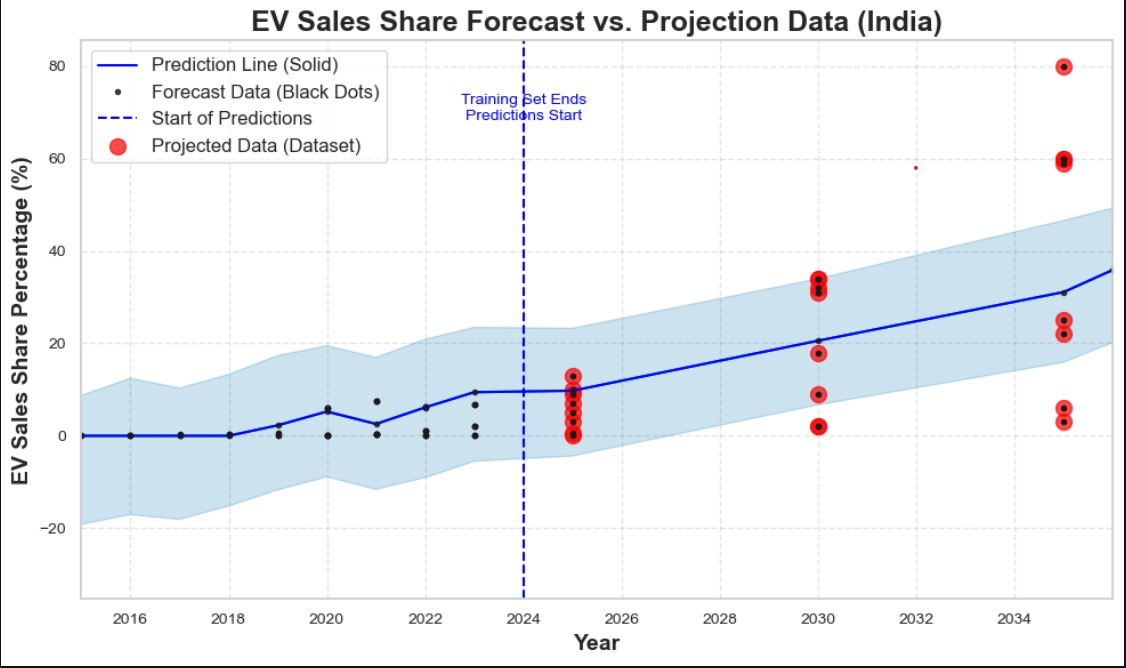 EV Sales Share Forecast vs. Projection Data (India)
Prediction Line (Solid)
Forecast Data (Black Dots)
Start of Predictions
Projected Data (Dataset)
Training Set Ends
Predictions Start
EV Sales Share Percentage (%)
80
60
40
20
0
−20
2016 2018 2020 2022 2024 2026 2028 2030 2032 2034
Year